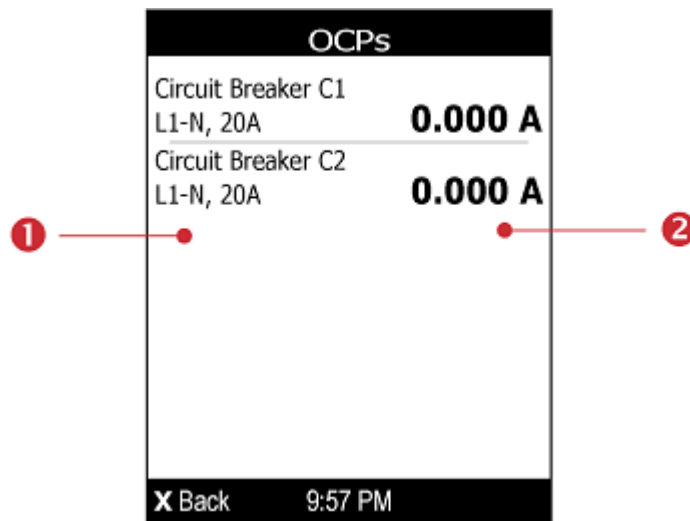 OCPs
Circuit Breaker C1
L1-N, 20A 0.000 A
Circuit Breaker C2
L1-N, 20A 0.000 A
1 2
X Back 9:57 PM